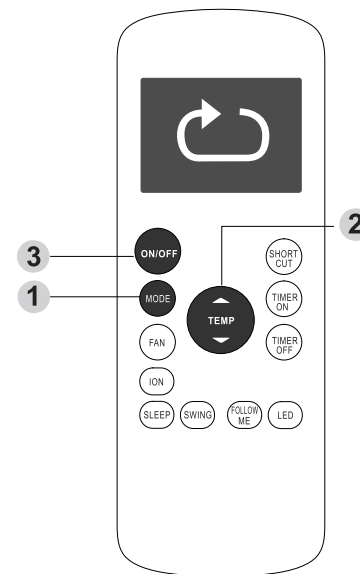 2
3
ON/OFF
SHORT
CUT
1
MODE
TEMP
TIMER
ON
FAN
TIMER
OFF
ION
SLEEP
SWING
FOLLOW
ME
LED